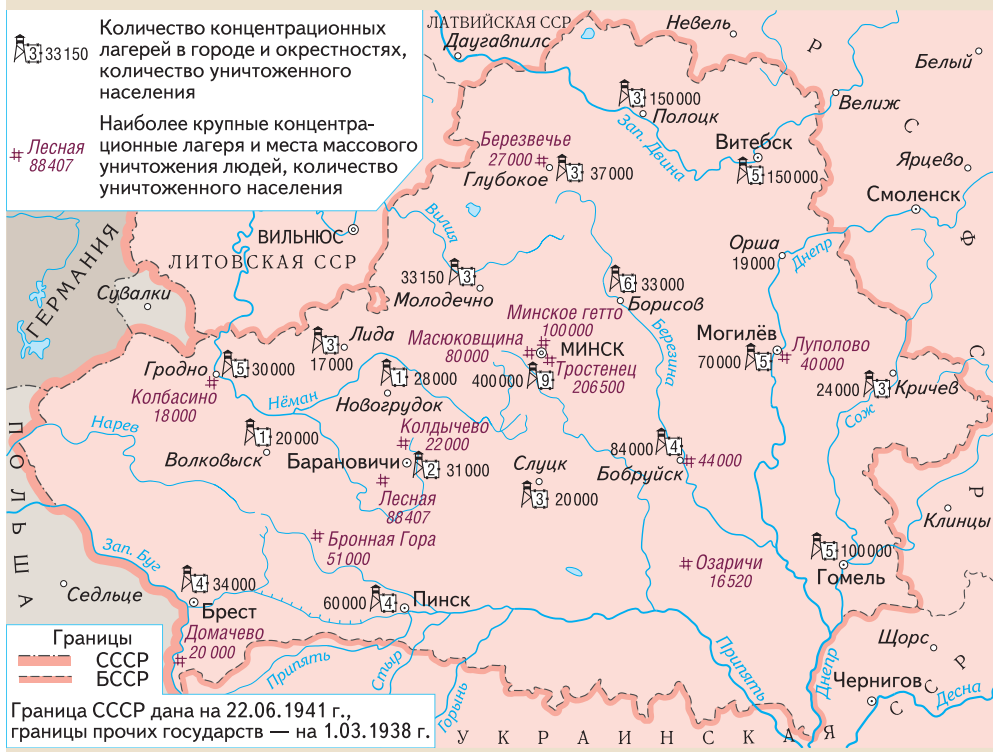 Количество концентрационных
лагерей в городе и окрестностях,
количество уничтоженного
населения
3 33 150
Наиболее крупные концентра-
ционные лагеря и места массового
уничтожения людей, количество
уничтоженного населения
Лесная
88 407
ЛАТВИЙСКАЯ ССР
Даугавпилс
Невель
Белый
Велиж
Ярцево
Смоленск
Р С Ф С Р
3 150 000
Полоцк
Зап. Двина
Витебск
5 150 000
Березвечье
27 000
Глубокое
3 37 000
ГЕРМАНИЯ
ВИЛЬНЮС
ЛИТОВСКАЯ ССР
Сувалки
Вилия
33 150 3
Молодечно
6 33 000
Борисов
Орша
19 000
Днепр
Минское гетто
100 000
Масюковщина
80 000
МИНСК
Тростенец
206 500
400 000 9
Березина
Могилёв
70 000 5
Луполово
40 000
24 000 3
Кричев
Сож
Лида
3
17 000
Гродно
5 30 000
Колбасино
18 000
1 28 000
Новогрудок
Нёман
Нарев
1 20 000
Волковыск
Колдычево
22 000
Барановичи
2 31 000
Лесная
88 407
Слуцк
3 20 000
84 000 4
Бобруйск
44 000
Клинцы
ПОЛЬША
Бронная Гора
51 000
Озаричи
16 520
5 100 000
Гомель
Зап. Буг
Седльце
4 34 000
Брест
60 000 4
Пинск
Домачево
20 000
Припять
Стыр
Горынь
Припять
Днепр
Щорс
Чернигов
Десна
УКРАИНСКАЯ ССР
Границы
СССР
БССР
Граница СССР дана на 22.06.1941 г.,
границы прочих государств — на 1.03.1938 г.